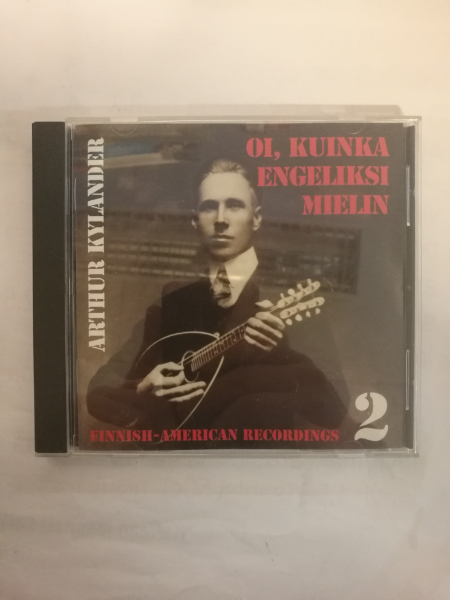 ARTHUR KYLANDER
OI, KUINKA
ENGELIKSI
MIELIN
FINNISH-AMERICAN RECORDINGS 2